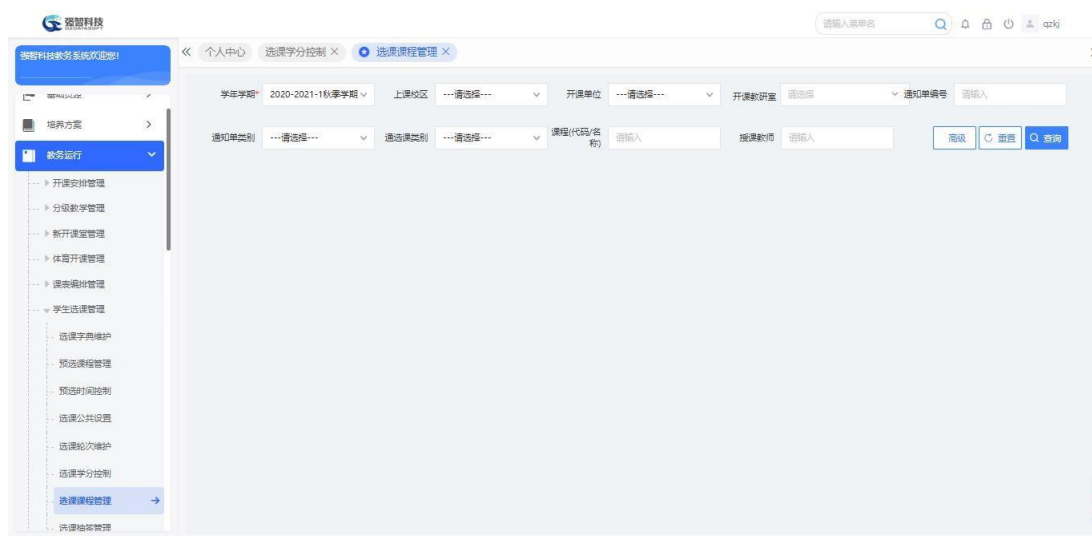 强智科技
QIZHIDASOFT
请输入菜单名
qzkj
强智科技教务系统欢迎您!
个人中心
选课学分控制 ×
选课课程管理 ×
培养方案
教务运行
开课安排管理
分级教学管理
新开课堂管理
体育开课管理
课表编排管理
学生选课管理
选课字典维护
预选课程管理
预选时间控制
选课公共设置
选课轮次维护
选课学分控制
选课课程管理
选课抽签管理
学年学期* 2020-2021-1秋季学期
上课校区 ---请选择---
开课单位 ---请选择---
开课教研室 请选择
通知单编号 请输入
通知单类别 ---请选择---
通选课类别 ---请选择---
课程(代码/名称) 请输入
授课教师 请输入
高级
重置
查询